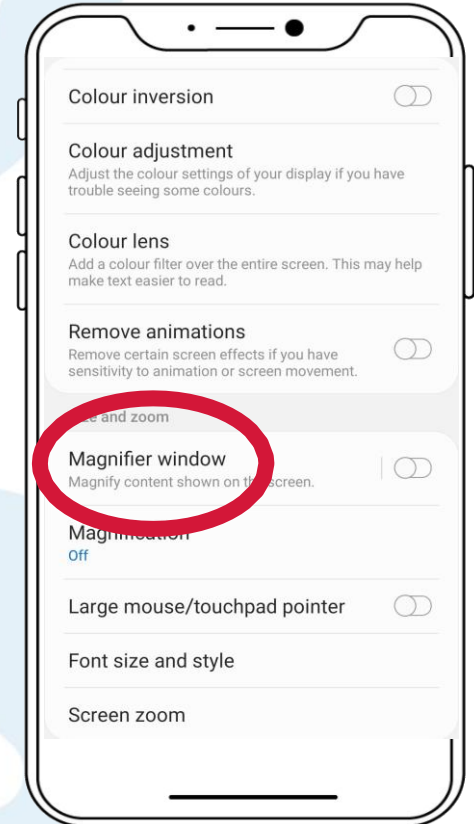 Colour inversion
Colour adjustment
Adjust the colour settings of your display if you have
trouble seeing some colours.
Colour lens
Add a colour filter over the entire screen. This may help
make text easier to read.
Remove animations
Remove certain screen effects if you have
sensitivity to animation or screen movement.
and zoom
Magnifier window
Magnify content shown on the screen.
Magnification
Off
Large mouse/touchpad pointer
Font size and style
Screen zoom